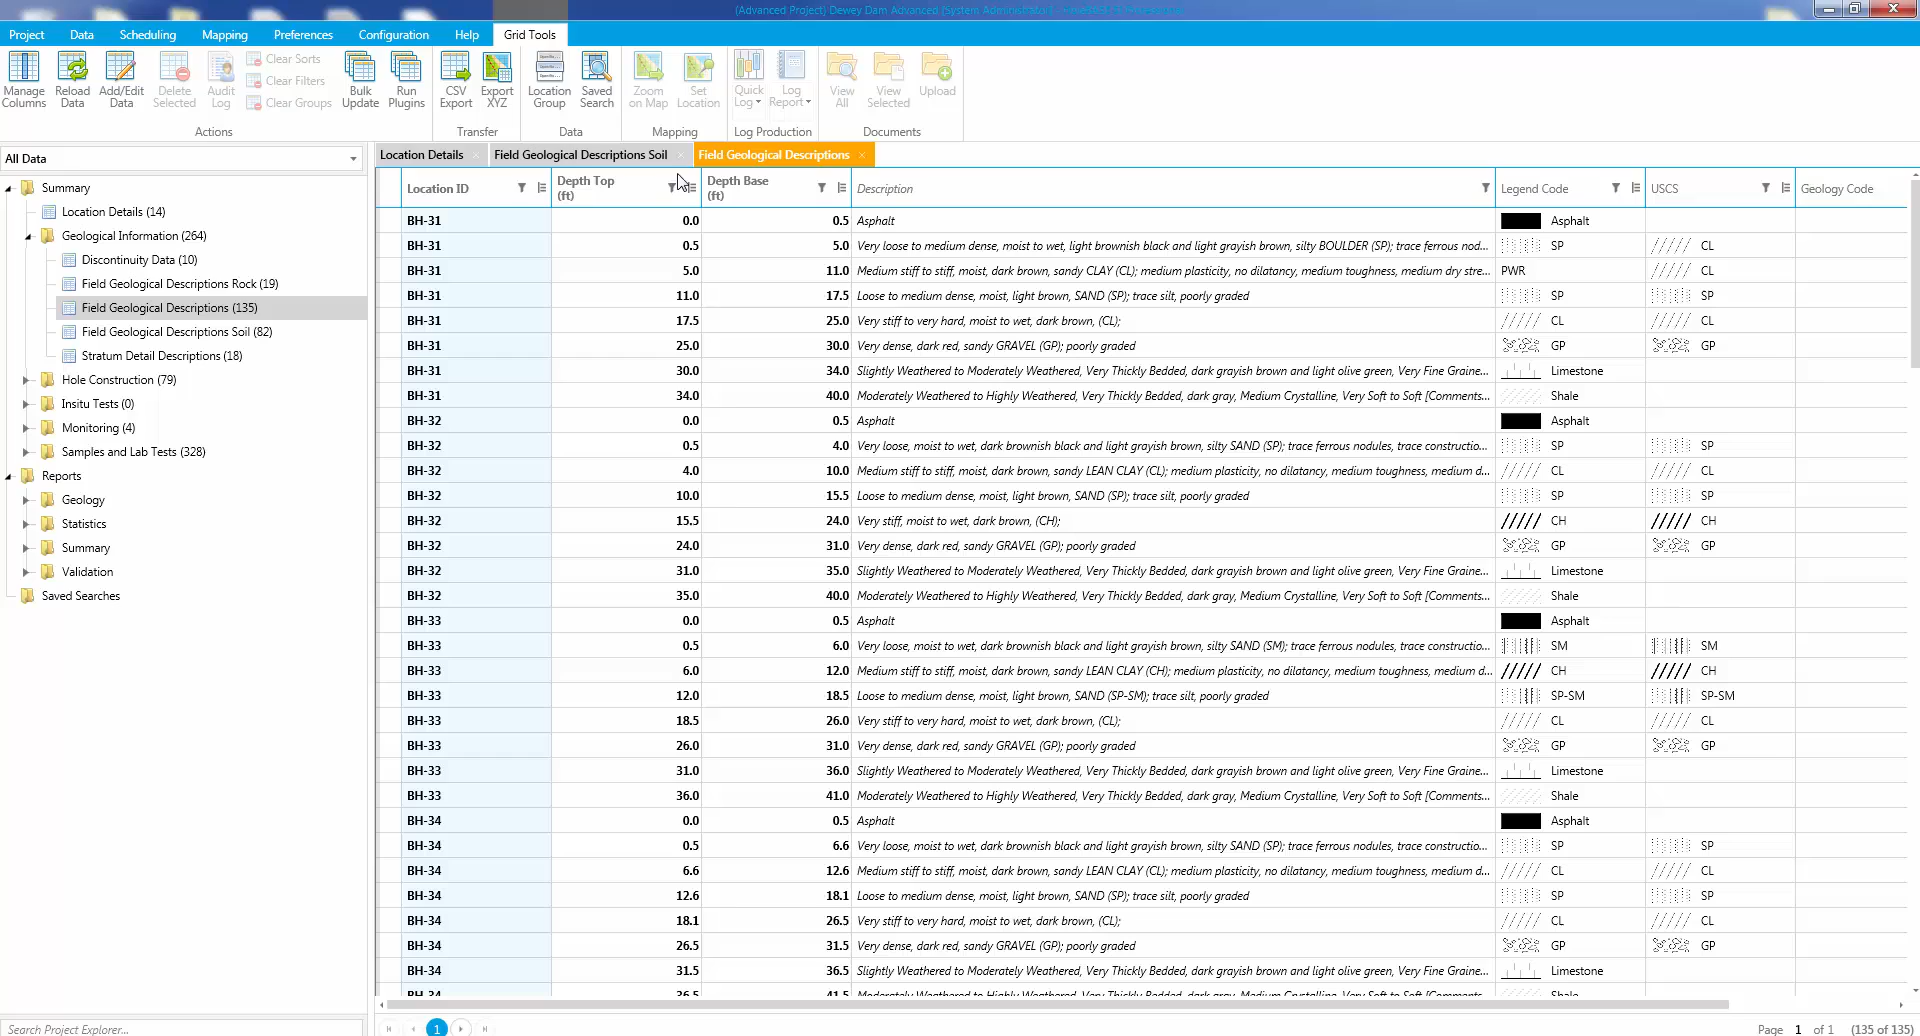 (Advanced Project) Dewey Dam Advanced [System Administrator]
Project Data Scheduling Mapping Preferences Configuration Help Grid Tools
Manage Columns Reload Data Add/Edit Data Delete Selected Audit Log Clear Sorts Clear Filters Clear Groups Bulk Update Run Plugins CSV Export Export XYZ Location Group Saved Search Zoom on Map Set Location Quick Log Log Report View All View Selected Upload
Actions Transfer Data Mapping Log Production Documents
All Data
Summary
Location Details (14)
Geological Information (264)
Discontinuity Data (10)
Field Geological Descriptions Rock (19)
Field Geological Descriptions (135)
Field Geological Descriptions Soil (82)
Stratum Detail Descriptions (18)
Hole Construction (79)
Insitu Tests (0)
Monitoring (4)
Samples and Lab Tests (328)
Reports
Geology
Statistics
Summary
Validation
Saved Searches
Search Project Explorer...
Location Details Field Geological Descriptions Soil Field Geological Descriptions
Location ID Depth Top (ft) Depth Base (ft) Description Legend Code USCS Geology Code
BH-31 0.0 0.5 Asphalt Asphalt
BH-31 0.5 5.0 Very loose to medium dense, moist to wet, light brownish black and light grayish brown, silty BOULDER (SP); trace ferrous nod... SP CL
BH-31 5.0 11.0 Medium stiff to stiff, moist, dark brown, sandy CLAY (CL); medium plasticity, no dilatancy, medium toughness, medium dry stre... PWR CL
BH-31 11.0 17.5 Loose to medium dense, moist, light brown, SAND (SP); trace silt, poorly graded SP SP
BH-31 17.5 25.0 Very stiff to very hard, moist to wet, dark brown, (CL); CL CL
BH-31 25.0 30.0 Very dense, dark red, sandy GRAVEL (GP); poorly graded GP GP
BH-31 30.0 34.0 Slightly Weathered to Moderately Weathered, Very Thickly Bedded, dark grayish brown and light olive green, Very Fine Graine... Limestone
BH-31 34.0 40.0 Moderately Weathered to Highly Weathered, Very Thickly Bedded, dark gray, Medium Crystalline, Very Soft to Soft [Comments... Shale
BH-32 0.0 0.5 Asphalt Asphalt
BH-32 0.5 4.0 Very loose, moist to wet, dark brownish black and light grayish brown, silty SAND (SP); trace ferrous nodules, trace constructio... SP SP
BH-32 4.0 10.0 Medium stiff to stiff, moist, dark brown, sandy LEAN CLAY (CL); medium plasticity, no dilatancy, medium toughness, medium d... CL CL
BH-32 10.0 15.5 Loose to medium dense, moist, light brown, SAND (SP); trace silt, poorly graded SP SP
BH-32 15.5 24.0 Very stiff, moist to wet, dark brown, (CH); CH CH
BH-32 24.0 31.0 Very dense, dark red, sandy GRAVEL (GP); poorly graded GP GP
BH-32 31.0 35.0 Slightly Weathered to Moderately Weathered, Very Thickly Bedded, dark grayish brown and light olive green, Very Fine Graine... Limestone
BH-32 35.0 40.0 Moderately Weathered to Highly Weathered, Very Thickly Bedded, dark gray, Medium Crystalline, Very Soft to Soft [Comments... Shale
BH-33 0.0 0.5 Asphalt Asphalt
BH-33 0.5 6.0 Very loose, moist to wet, dark brownish black and light grayish brown, silty SAND (SM); trace ferrous nodules, trace constructio... SM SM
BH-33 6.0 12.0 Medium stiff to stiff, moist, dark brown, sandy LEAN CLAY (CH); medium plasticity, no dilatancy, medium toughness, medium d... CH CH
BH-33 12.0 18.5 Loose to medium dense, moist, light brown, SAND (SP-SM); trace silt, poorly graded SP-SM SP-SM
BH-33 18.5 26.0 Very stiff to very hard, moist to wet, dark brown, (CL); CL CL
BH-33 26.0 31.0 Very dense, dark red, sandy GRAVEL (GP); poorly graded GP GP
BH-33 31.0 36.0 Slightly Weathered to Moderately Weathered, Very Thickly Bedded, dark grayish brown and light olive green, Very Fine Graine... Limestone
BH-33 36.0 41.0 Moderately Weathered to Highly Weathered, Very Thickly Bedded, dark gray, Medium Crystalline, Very Soft to Soft [Comments... Shale
BH-34 0.0 0.5 Asphalt Asphalt
BH-34 0.5 6.6 Very loose, moist to wet, dark brownish black and light grayish brown, silty SAND (SP); trace ferrous nodules, trace constructio... SP SP
BH-34 6.6 12.6 Medium stiff to stiff, moist, dark brown, sandy LEAN CLAY (CL); medium plasticity, no dilatancy, medium toughness, medium d... CL CL
BH-34 12.6 18.1 Loose to medium dense, moist, light brown, SAND (SP); trace silt, poorly graded SP SP
BH-34 18.1 26.5 Very stiff to very hard, moist to wet, dark brown, (CL); CL CL
BH-34 26.5 31.5 Very dense, dark red, sandy GRAVEL (GP); poorly graded GP GP
BH-34 31.5 36.5 Slightly Weathered to Moderately Weathered, Very Thickly Bedded, dark grayish brown and light olive green, Very Fine Graine... Limestone
BH-34 36.5 41.5 Moderately Weathered to Highly Weathered, Very Thickly Bedded, dark gray, Medium Crystalline, Very Soft to Soft [Comments... Shale
1 Page 1 of 1 (135 of 135)